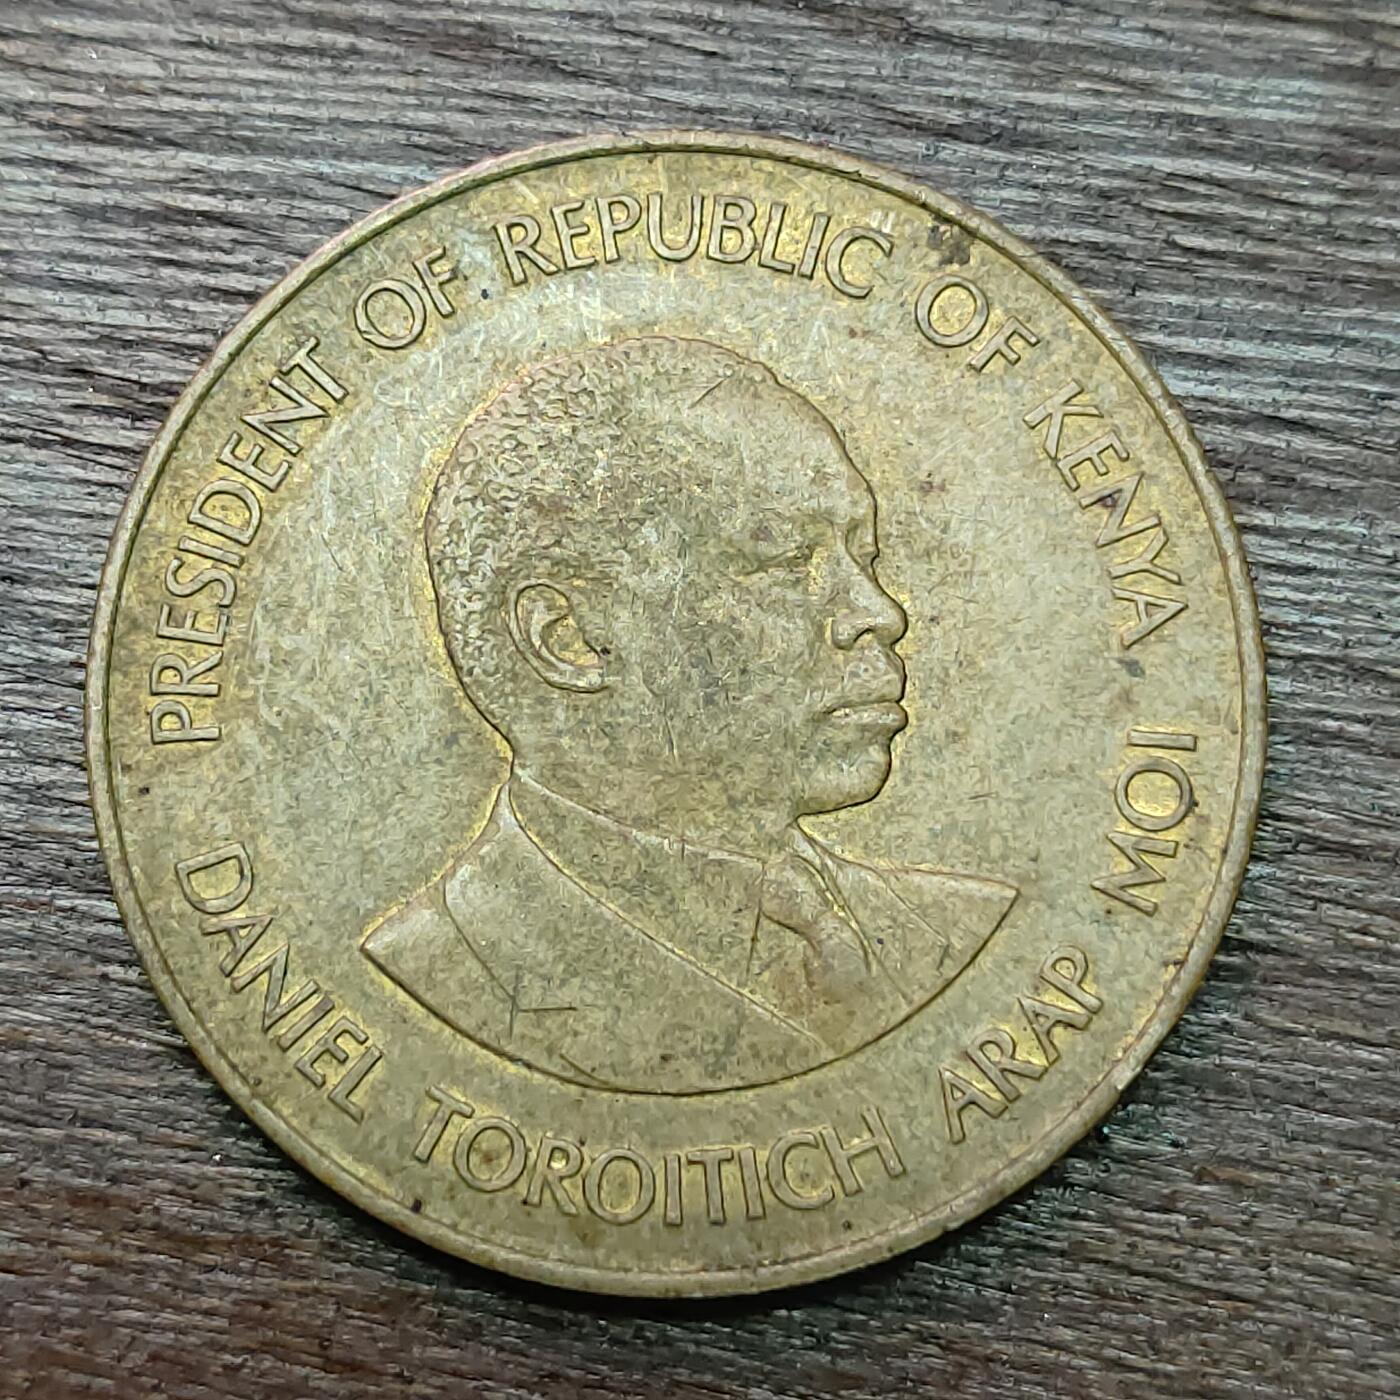 PRESIDENT OF REPUBLIC OF KENYA
DANIEL TOROITICH ARAP MOI